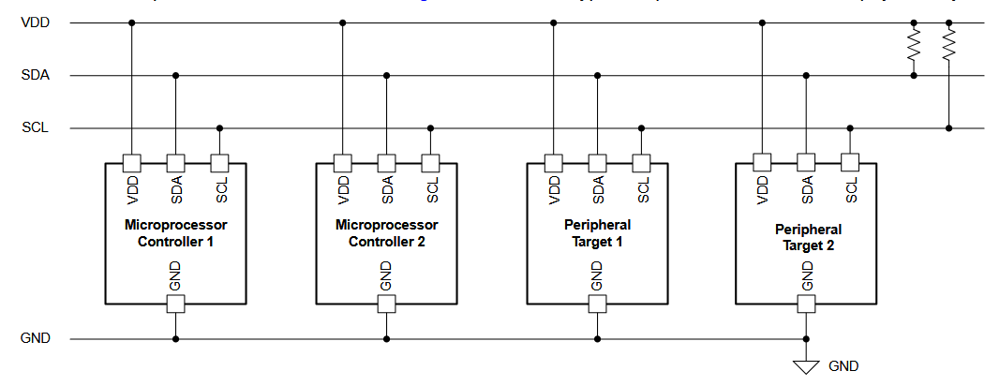 VDD
SDA
SCL
VDD SDA SCL
Microprocessor
Controller 1
GND
VDD SDA SCL
Microprocessor
Controller 2
GND
VDD SDA SCL
Peripheral
Target 1
GND
VDD SDA SCL
Peripheral
Target 2
GND
GND
GND